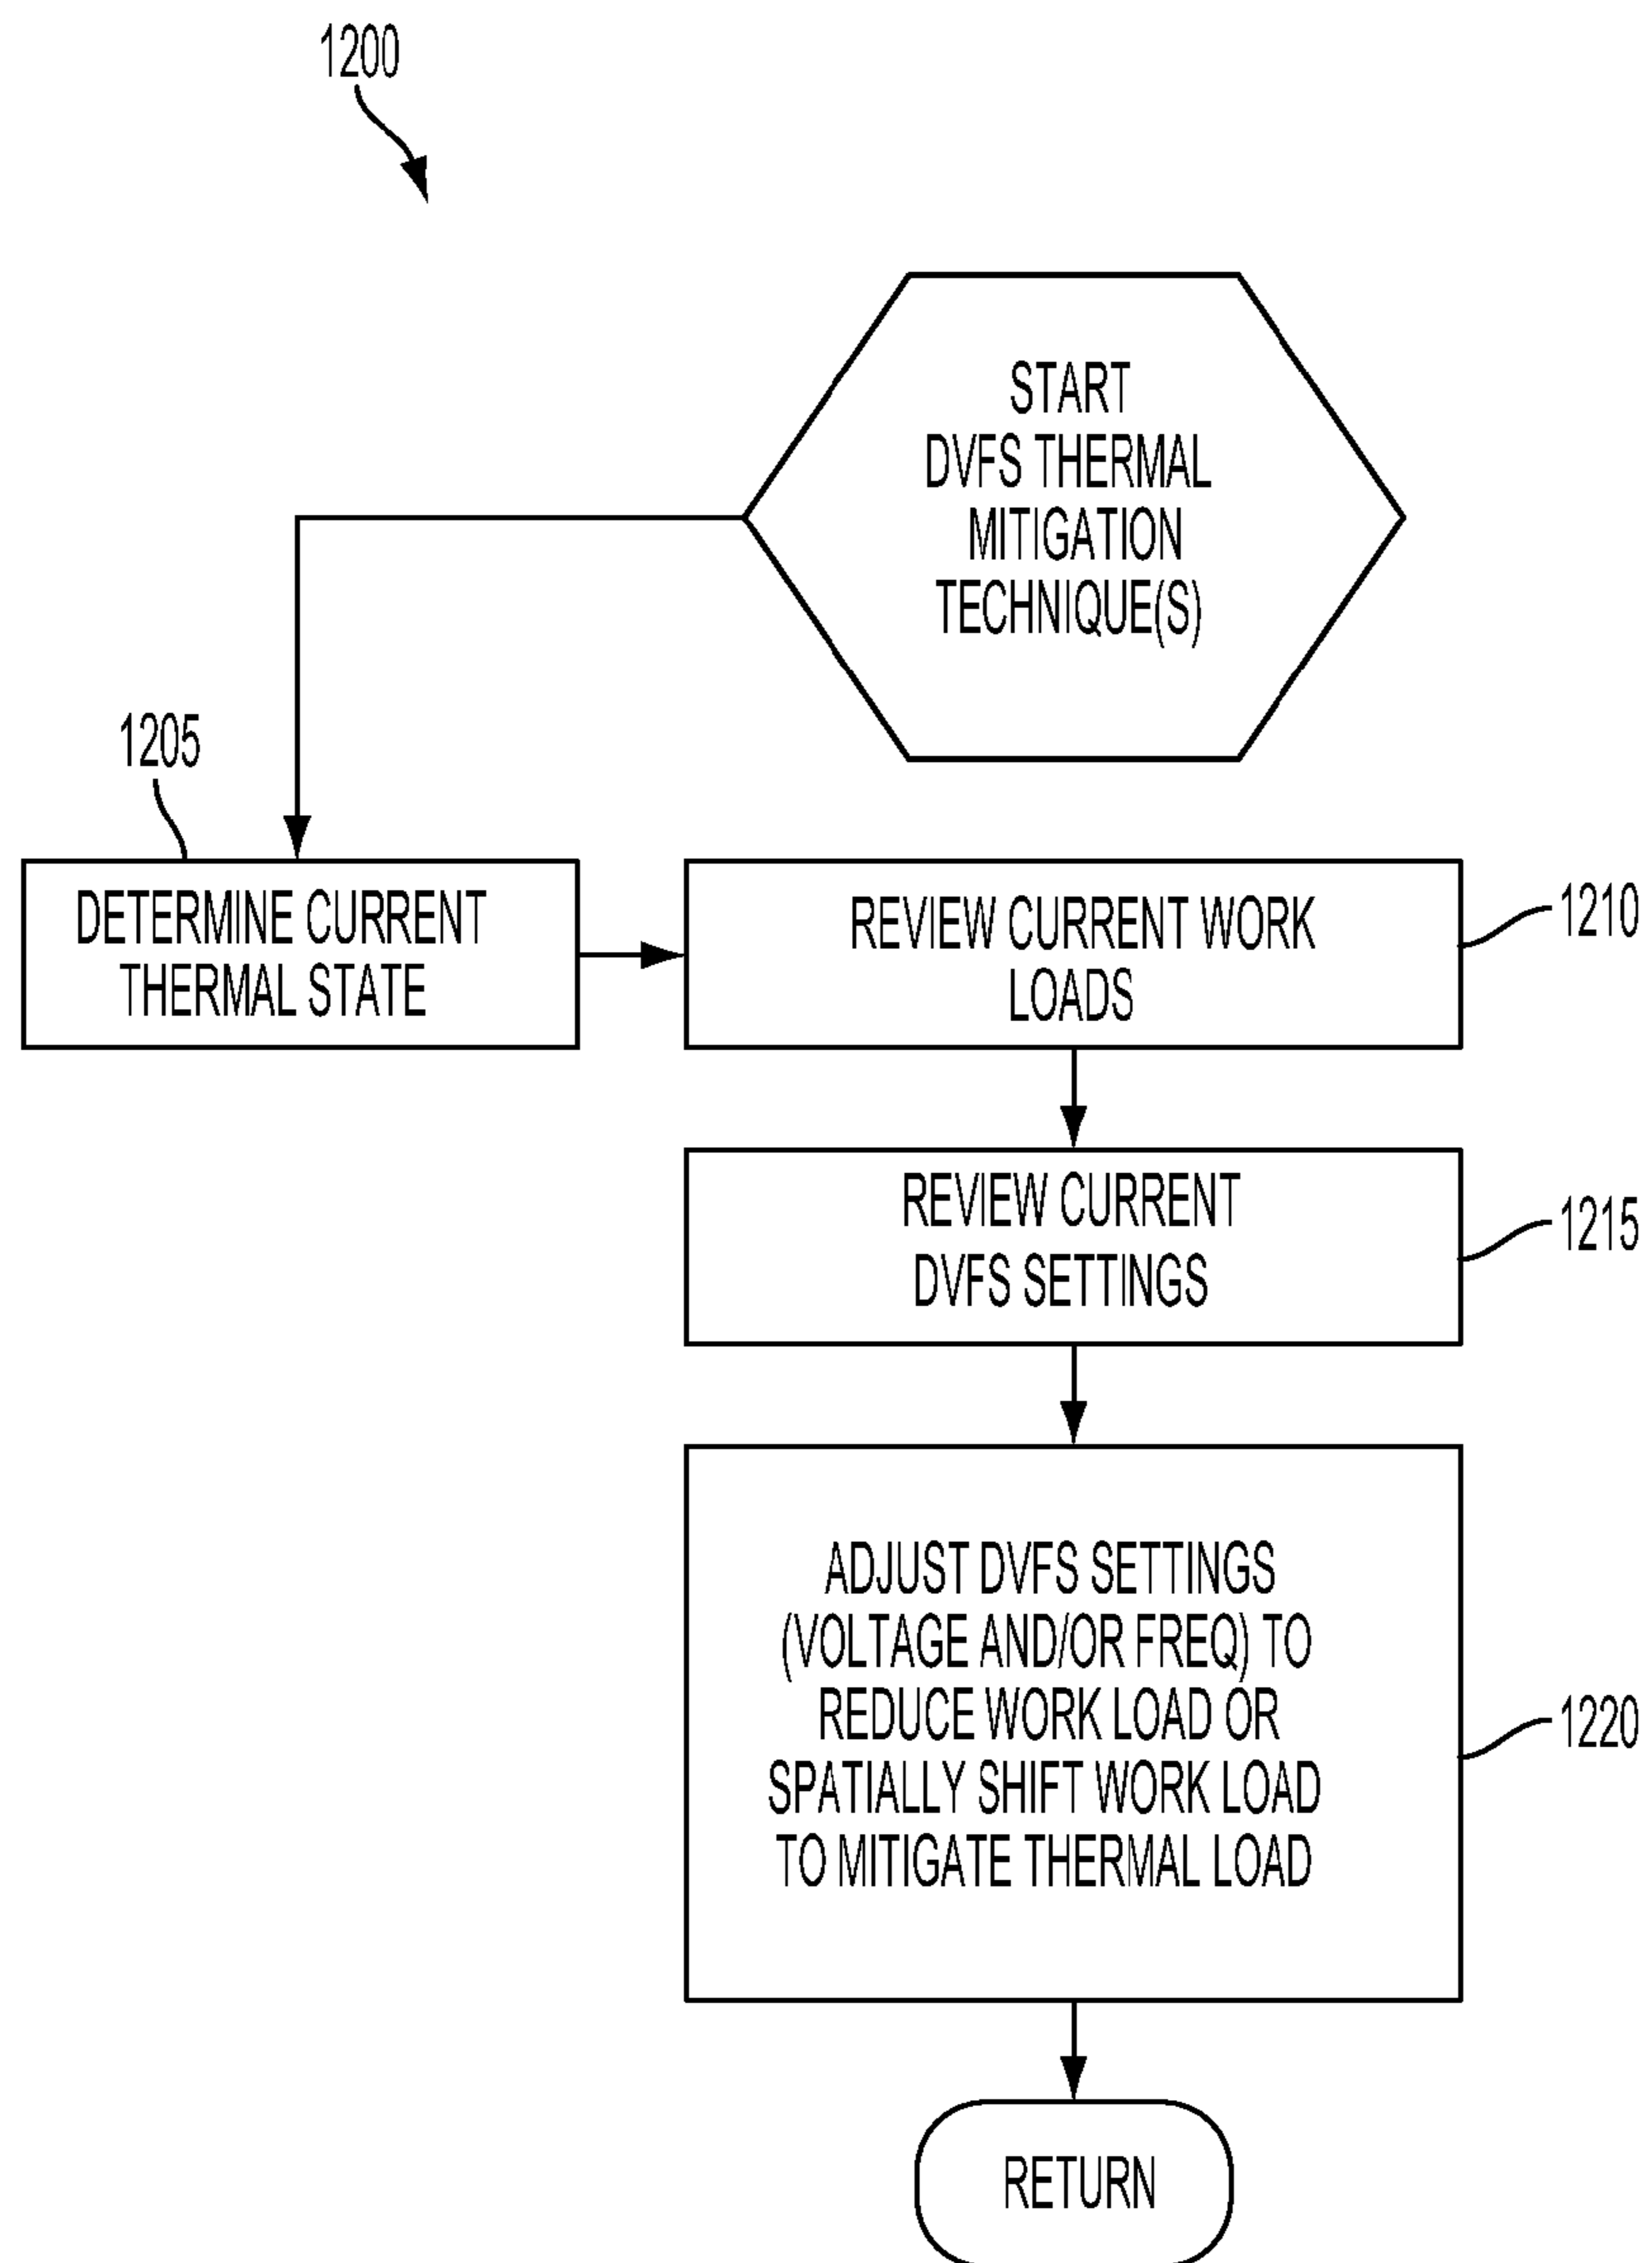 1200
START
DVFS THERMAL
MITIGATION
TECHNIQUE(S)
1205
DETERMINE CURRENT
THERMAL STATE
REVIEW CURRENT WORK
LOADS
1210
REVIEW CURRENT
DVFS SETTINGS
1215
ADJUST DVFS SETTINGS
(VOLTAGE AND/OR FREQ) TO
REDUCE WORK LOAD OR
SPATIALLY SHIFT WORK LOAD
TO MITIGATE THERMAL LOAD
1220
RETURN